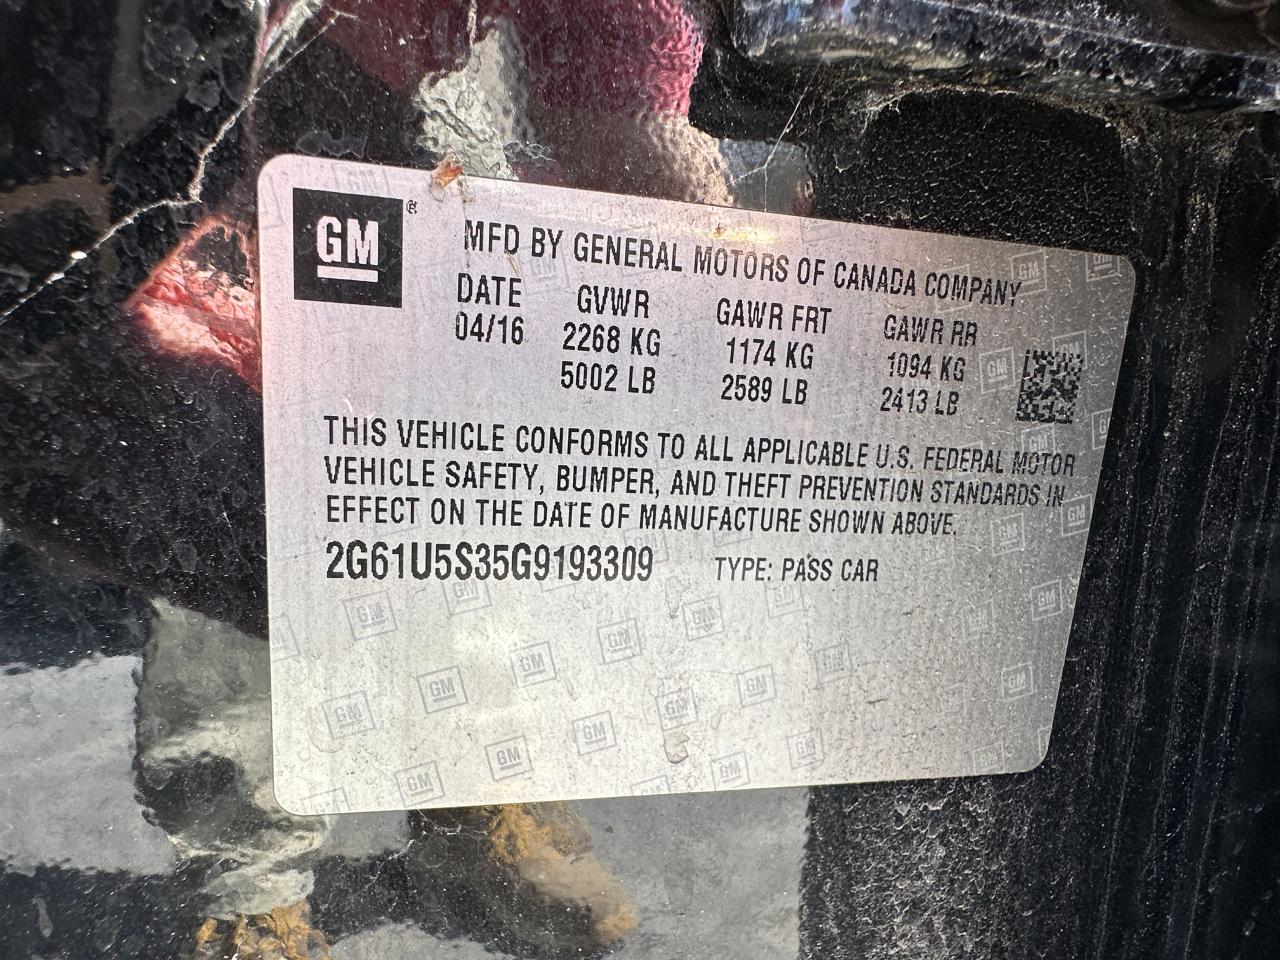 GM ®
MFD BY GENERAL MOTORS OF CANADA COMPANY
DATE GVWR GAWR FRT GAWR RR
04/16 2268 KG 1174 KG 1094 KG
5002 LB 2589 LB 2413 LB
THIS VEHICLE CONFORMS TO ALL APPLICABLE U.S. FEDERAL MOTOR
VEHICLE SAFETY, BUMPER, AND THEFT PREVENTION STANDARDS IN
EFFECT ON THE DATE OF MANUFACTURE SHOWN ABOVE.
2G61U5S35G9193309 TYPE: PASS CAR